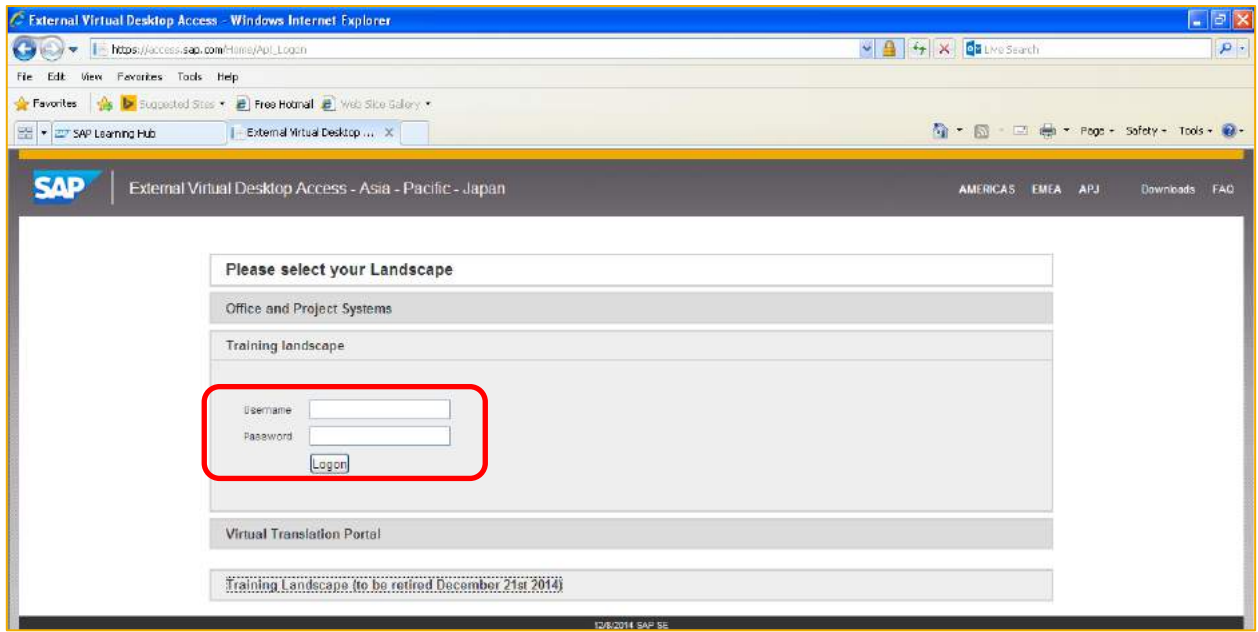 External Virtual Desktop Access - Windows Internet Explorer
https://access.sap.com/Home/Apj_Logon
Live Search
File Edit View Favorites Tools Help
Favorites Suggested Sites Free Hotmail Web Slice Gallery
SAP Learning Hub External Virtual Desktop ... X Page Safety Tools
SAP External Virtual Desktop Access - Asia - Pacific - Japan AMERICAS EMEA APJ Downloads FAQ
Please select your Landscape
Office and Project Systems
Training landscape
Username
Password
Logon
Virtual Translation Portal
Training Landscape (to be retired December 21st 2014)
12/8/2014 SAP SE